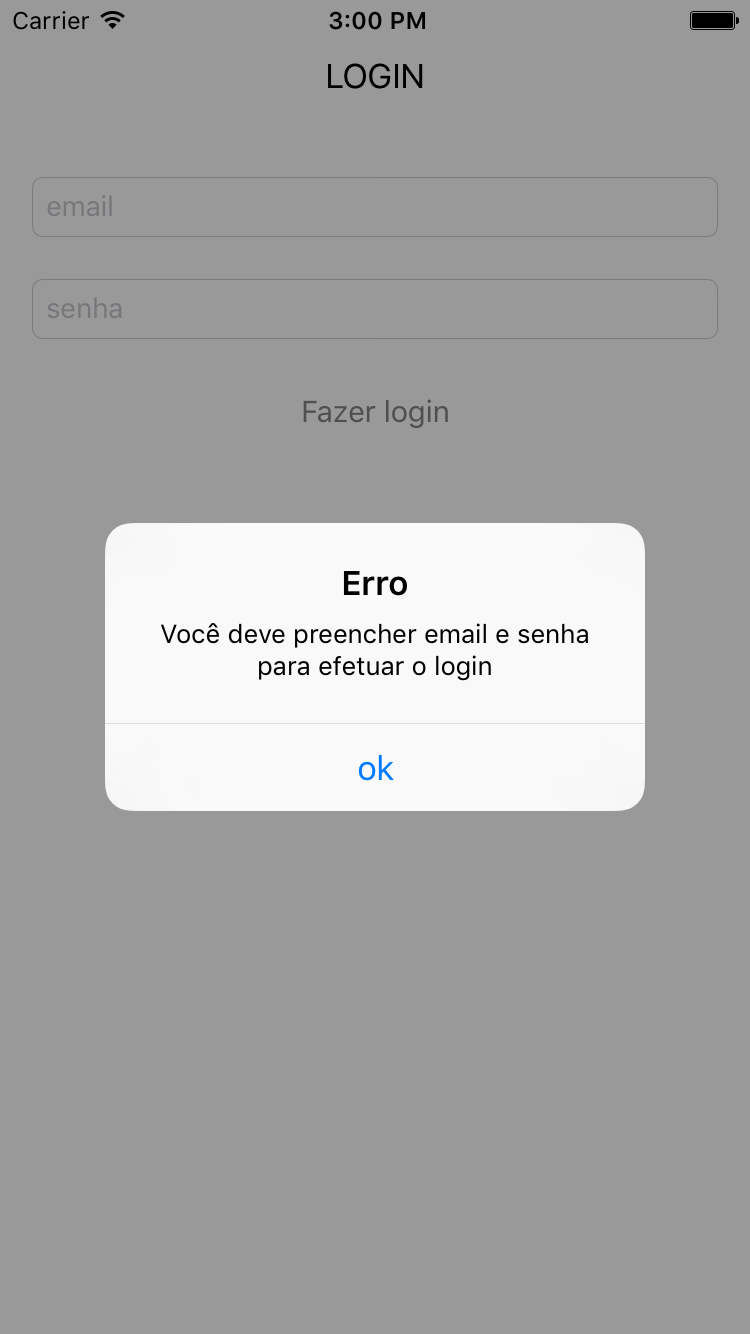 Carrier 3:00 PM
LOGIN
email
senha
Fazer login
Erro
Você deve preencher email e senha
para efetuar o login
ok